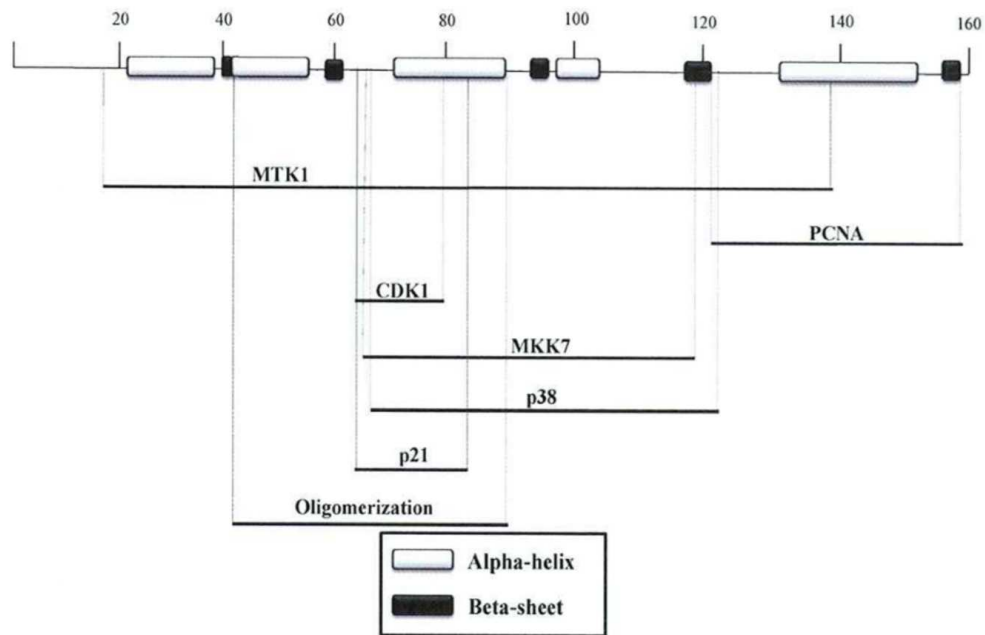 20 40 60 80 100 120 140 160
MTK1
PCNA
CDK1
MKK7
p38
p21
Oligomerization
Alpha-helix
Beta-sheet